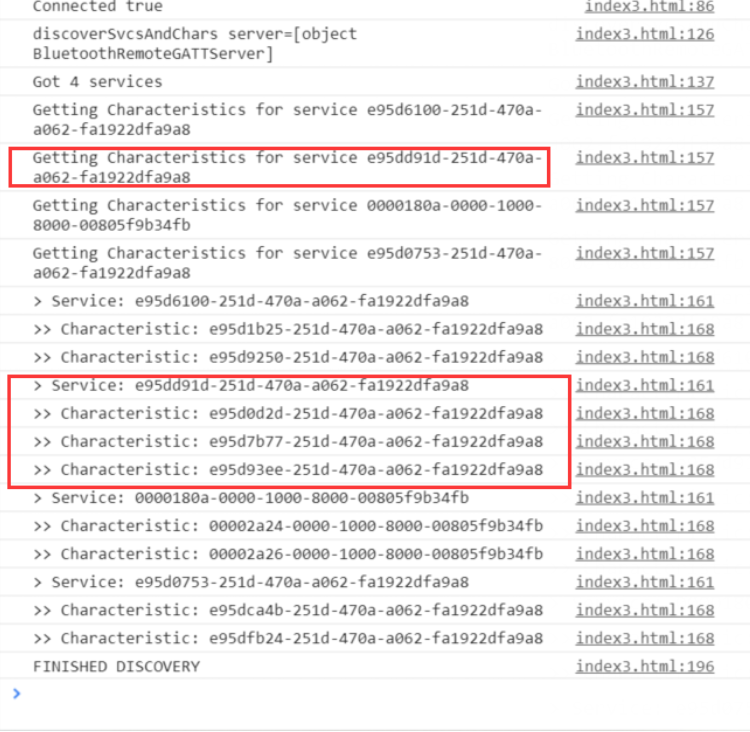 Connected true index3.html:86
discoverSvcsAndChars server=[object index3.html:126
BluetoothRemoteGATTServer]
Got 4 services index3.html:137
Getting Characteristics for service e95d6100-251d-470a- index3.html:157
a062-fa1922dfa9a8
Getting Characteristics for service e95dd91d-251d-470a- index3.html:157
a062-fa1922dfa9a8
Getting Characteristics for service 0000180a-0000-1000- index3.html:157
8000-00805f9b34fb
Getting Characteristics for service e95d0753-251d-470a- index3.html:157
a062-fa1922dfa9a8
> Service: e95d6100-251d-470a-a062-fa1922dfa9a8 index3.html:161
>> Characteristic: e95d1b25-251d-470a-a062-fa1922dfa9a8 index3.html:168
>> Characteristic: e95d9250-251d-470a-a062-fa1922dfa9a8 index3.html:168
> Service: e95dd91d-251d-470a-a062-fa1922dfa9a8 index3.html:161
>> Characteristic: e95d0d2d-251d-470a-a062-fa1922dfa9a8 index3.html:168
>> Characteristic: e95d7b77-251d-470a-a062-fa1922dfa9a8 index3.html:168
>> Characteristic: e95d93ee-251d-470a-a062-fa1922dfa9a8 index3.html:168
> Service: 0000180a-0000-1000-8000-00805f9b34fb index3.html:161
>> Characteristic: 00002a24-0000-1000-8000-00805f9b34fb index3.html:168
>> Characteristic: 00002a26-0000-1000-8000-00805f9b34fb index3.html:168
> Service: e95d0753-251d-470a-a062-fa1922dfa9a8 index3.html:161
>> Characteristic: e95dca4b-251d-470a-a062-fa1922dfa9a8 index3.html:168
>> Characteristic: e95dfb24-251d-470a-a062-fa1922dfa9a8 index3.html:168
FINISHED DISCOVERY index3.html:196
>